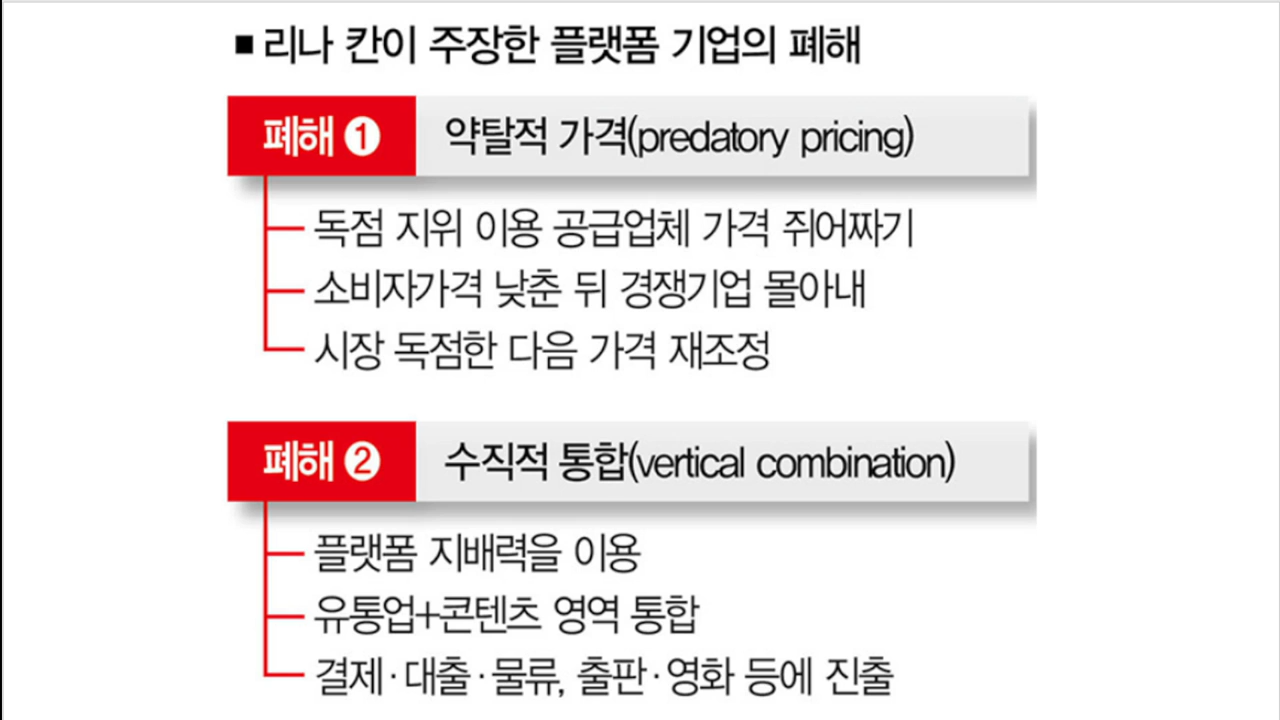 ■ 리나 칸이 주장한 플랫폼 기업의 폐해
폐해 ❶ 약탈적 가격(predatory pricing)
독점 지위 이용 공급업체 가격 쥐어짜기
소비자가격 낮춘 뒤 경쟁기업 몰아내
시장 독점한 다음 가격 재조정
폐해 ❷ 수직적 통합(vertical combination)
플랫폼 지배력을 이용
유통업+콘텐츠 영역 통합
결제·대출·물류, 출판·영화 등에 진출